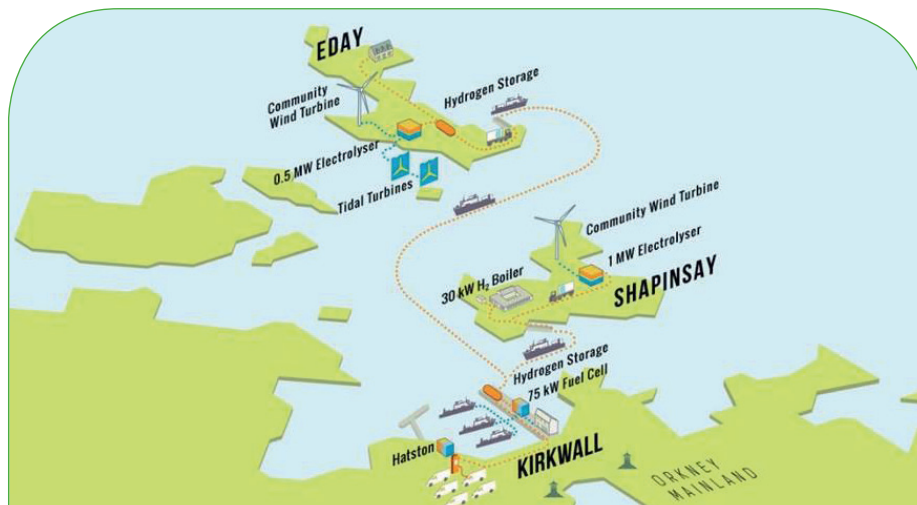 EDAY
Hydrogen Storage
Community
Wind Turbine
0.5 MW Electrolyser
Tidal Turbines
Community Wind Turbine
1 MW Electrolyser
30 kW H₂ Boiler
SHAPINSAY
Hydrogen Storage
75 kW Fuel Cell
Hatston
KIRKWALL
ORKNEY
MAINLAND